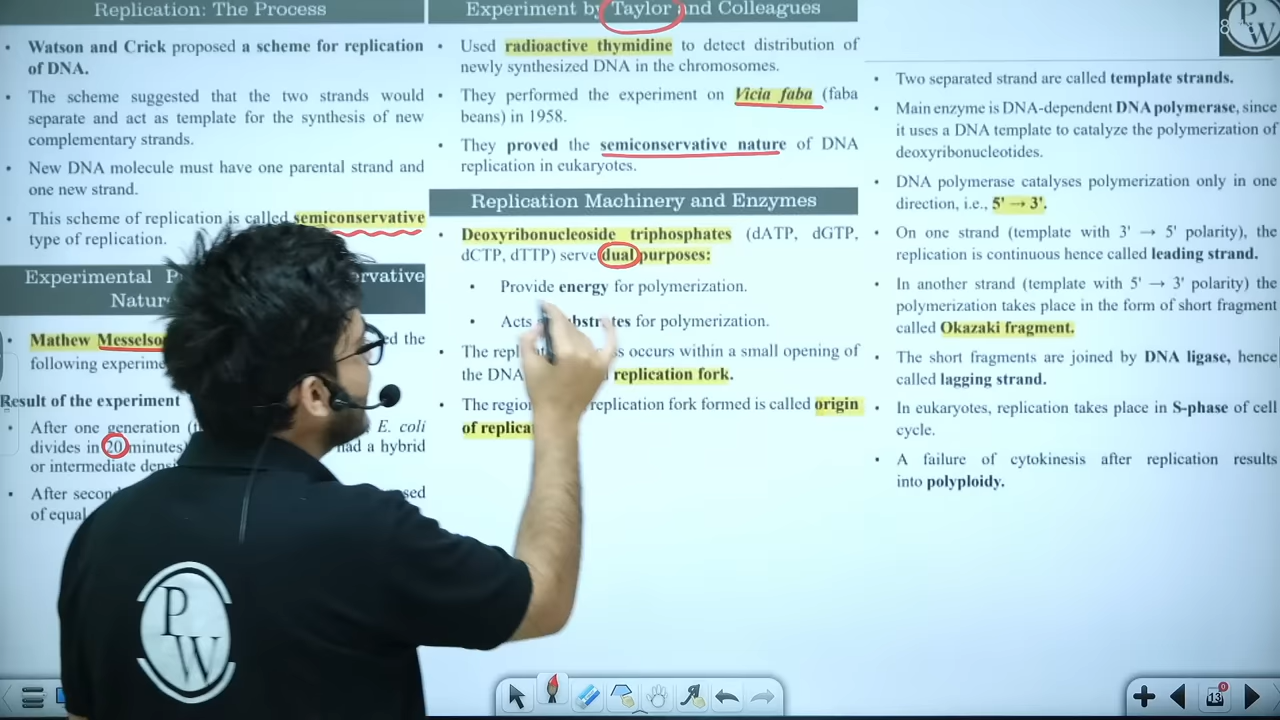 Replication: The Process
• Watson and Crick proposed a scheme for replication
of DNA.
• The scheme suggested that the two strands would
separate and act as template for the synthesis of new
complementary strands.
• New DNA molecule must have one parental strand and
one new strand.
• This scheme of replication is called semiconservative
type of replication.
Experimental
Natur
• Mathew Messelso
following experime
Result of the experiment
• After one generation E. coli
divides in 20 minutes) had a hybrid
or intermediate
• After
of equal
Experiment by Taylor and Colleagues
• Used radioactive thymidine to detect distribution of
newly synthesized DNA in the chromosomes.
• They performed the experiment on Vicia faba (faba
beans) in 1958.
• They proved the semiconservative nature of DNA
replication in eukaryotes.
Replication Machinery and Enzymes
• Deoxyribonucleoside triphosphates (dATP, dGTP,
dCTP, dTTP) serve dual purposes:
• Provide energy for polymerization.
• Acts substrates for polymerization.
• The occurs within a small opening of
the DNA replication fork.
• The region replication fork formed is called origin
of replica
• Two separated strand are called template strands.
• Main enzyme is DNA-dependent DNA polymerase, since
it uses a DNA template to catalyze the polymerization of
deoxyribonucleotides.
• DNA polymerase catalyses polymerization only in one
direction, i.e., 5' → 3'.
• On one strand (template with 3' → 5' polarity), the
replication is continuous hence called leading strand.
• In another strand (template with 5' → 3' polarity) the
polymerization takes place in the form of short fragment
called Okazaki fragment.
• The short fragments are joined by DNA ligase, hence
called lagging strand.
• In eukaryotes, replication takes place in S-phase of cell
cycle.
• A failure of cytokinesis after replication results
into polyploidy.
P
W
P
W
13